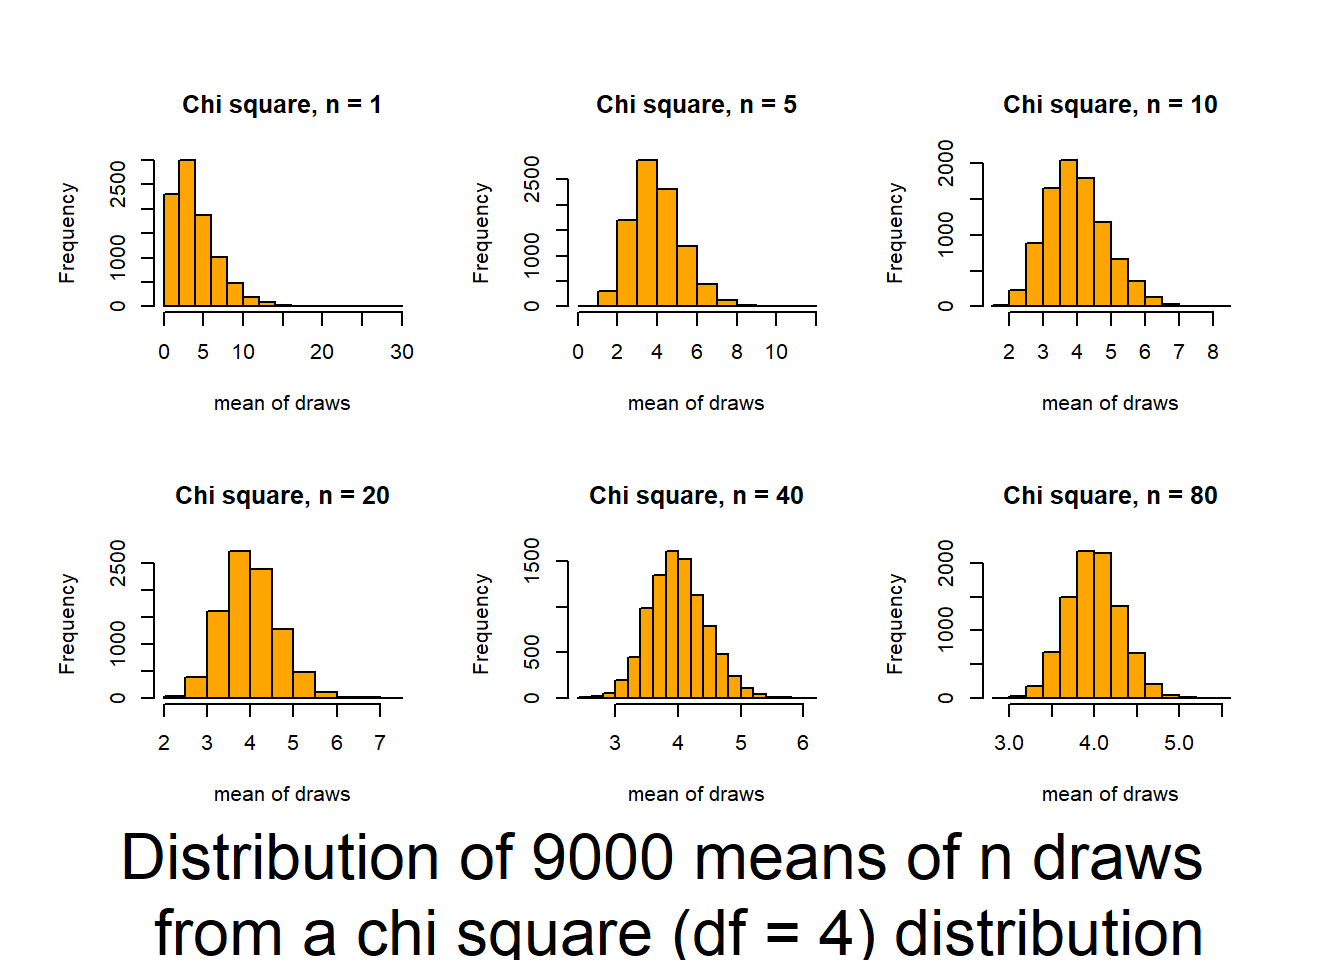 Chi square, n = 1
Frequency
0 1000 2500
0 5 10 20 30
mean of draws
Chi square, n = 5
Frequency
0 1000 2500
0 2 4 6 8 10
mean of draws
Chi square, n = 10
Frequency
0 1000 2000
2 3 4 5 6 7 8
mean of draws
Chi square, n = 20
Frequency
0 1000 2500
2 3 4 5 6 7
mean of draws
Chi square, n = 40
Frequency
0 500 1500
3 4 5 6
mean of draws
Chi square, n = 80
Frequency
0 1000 2000
3.0 4.0 5.0
mean of draws
Distribution of 9000 means of n draws
from a chi square (df = 4) distribution